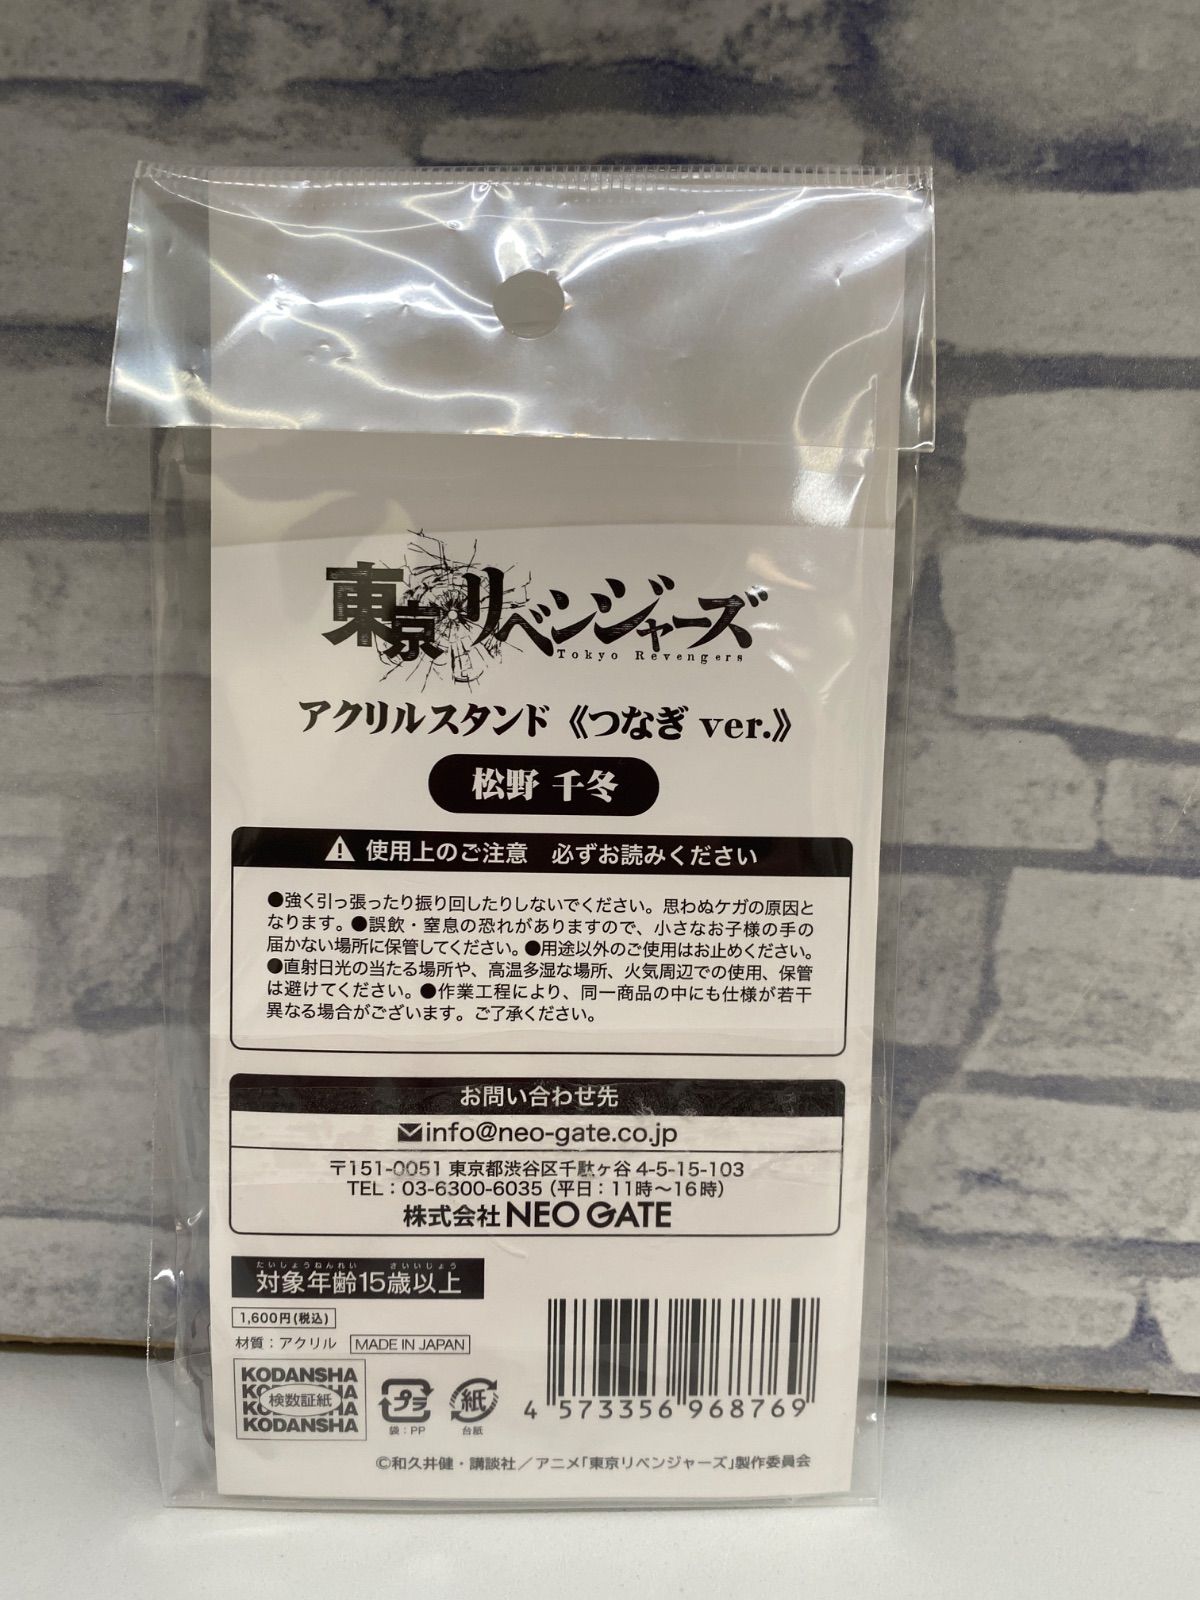 東京リベンジャーズ
Tokyo Revengers
アクリルスタンド《つなぎ ver.》
松野 千冬
使用上のご注意 必ずお読みください
●強く引っ張ったり振り回したりしないでください。思わぬケガの原因と
なります。●誤飲・窒息の恐れがありますので、小さなお子様の手の
届かない場所に保管してください。●用途以外のご使用はお止めください。
●直射日光の当たる場所や、高温多湿な場所、火気周辺での使用、保管
は避けてください。●作業工程により、同一商品の中にも仕様が若干
異なる場合がございます。ご了承ください。
お問い合わせ先
info@neo-gate.co.jp
〒151-0051 東京都渋谷区千駄ヶ谷 4-5-15-103
TEL：03-6300-6035（平日：11時～16時）
株式会社 NEO GATE
たいしょうねんれい さいいじょう
対象年齢15歳以上
1,600円(税込)
材質：アクリル MADE IN JAPAN
KODANSHA
検数証紙
KODANSHA
プラ
袋：PP
紙
台紙
4 573356 968769
©和久井健・講談社／アニメ「東京リベンジャーズ」製作委員会